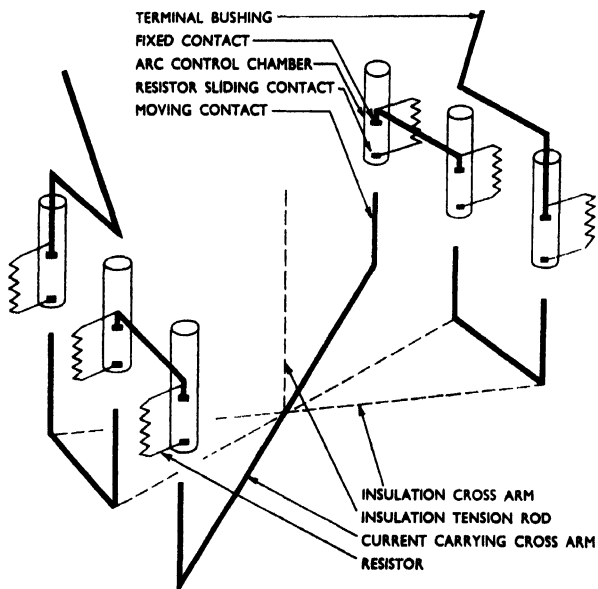 TERMINAL BUSHING
FIXED CONTACT
ARC CONTROL CHAMBER
RESISTOR SLIDING CONTACT
MOVING CONTACT
INSULATION CROSS ARM
INSULATION TENSION ROD
CURRENT CARRYING CROSS ARM
RESISTOR